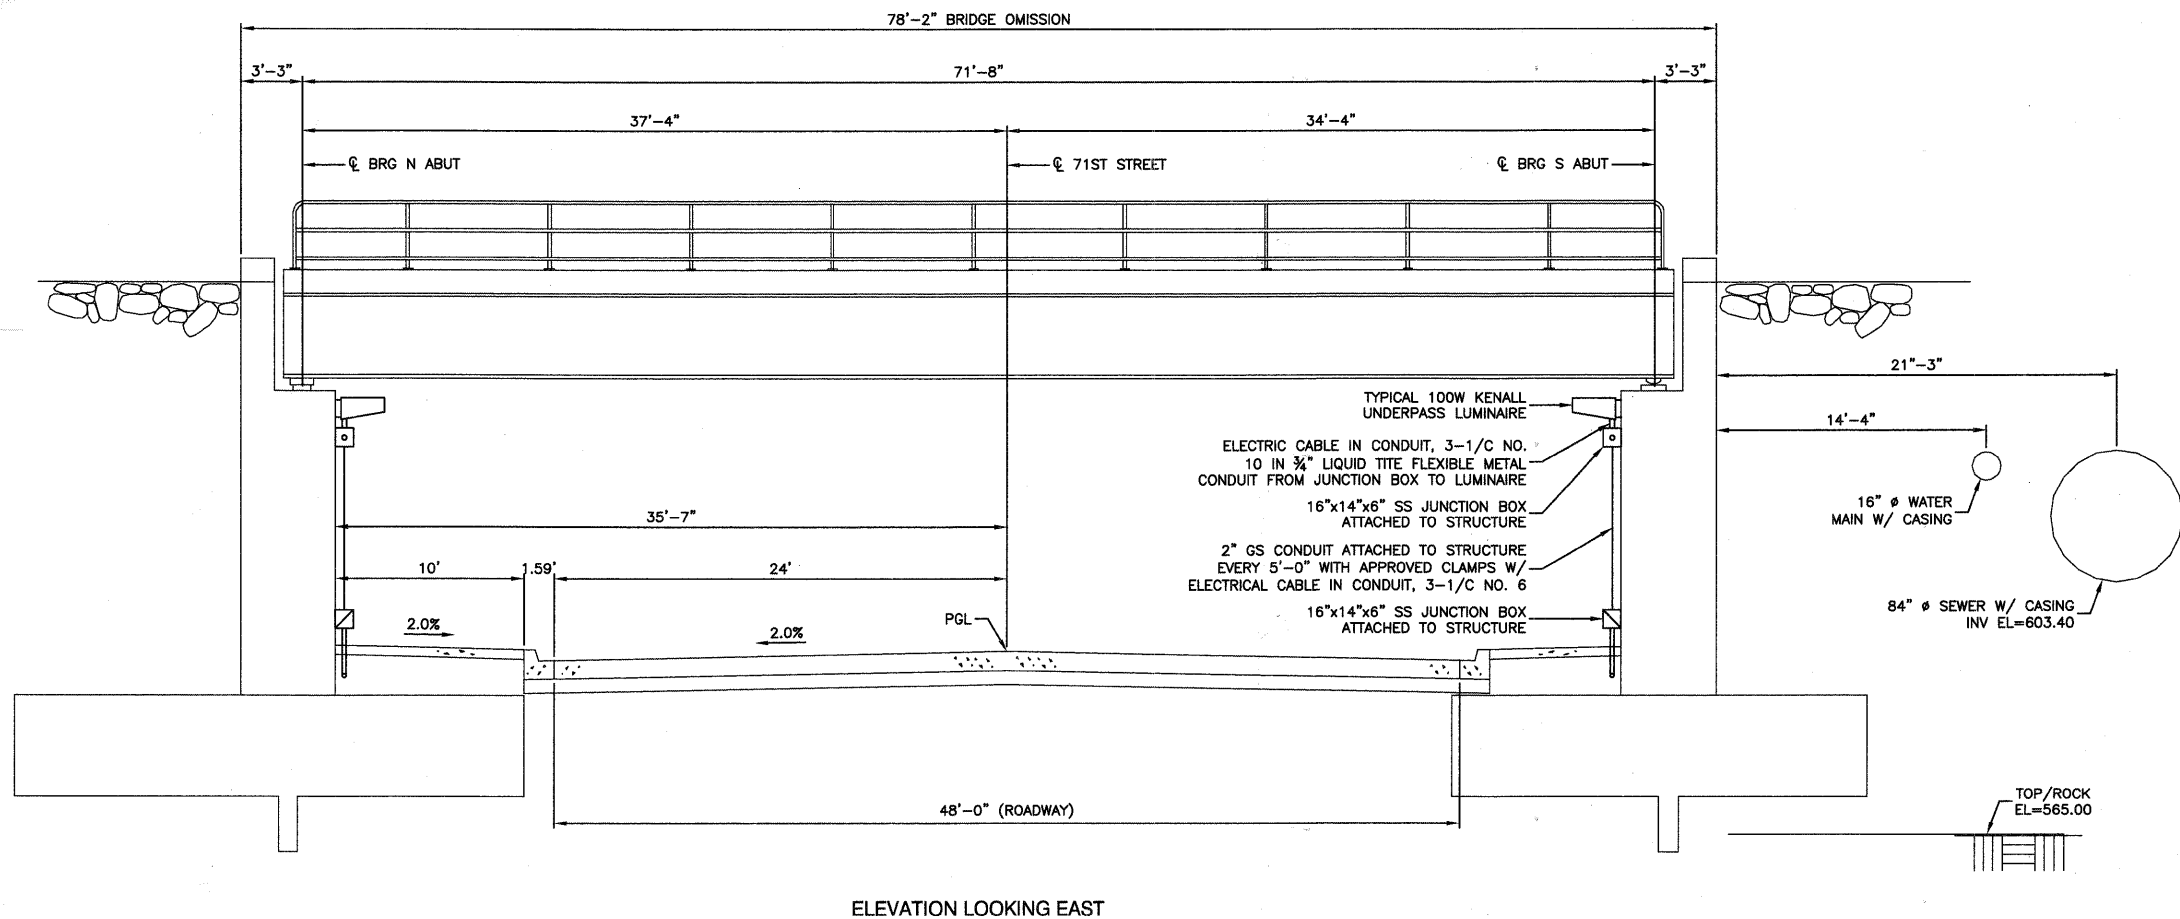 78'-2" BRIDGE OMISSION
3'-3"
71'-8"
3'-3"
37'-4"
34'-4"
℄ BRG N ABUT
℄ 71ST STREET
℄ BRG S ABUT
21"-3"
TYPICAL 100W KENALL
UNDERPASS LUMINAIRE
14'-4"
ELECTRIC CABLE IN CONDUIT, 3-1/C NO.
10 IN ¾" LIQUID TITE FLEXIBLE METAL
CONDUIT FROM JUNCTION BOX TO LUMINAIRE
16" ø WATER
MAIN W/ CASING
16"x14"x6" SS JUNCTION BOX
ATTACHED TO STRUCTURE
35'-7"
2" GS CONDUIT ATTACHED TO STRUCTURE
EVERY 5'-0" WITH APPROVED CLAMPS W/
ELECTRICAL CABLE IN CONDUIT, 3-1/C NO. 6
10'
1.59'
24'
84" ø SEWER W/ CASING
INV EL=603.40
16"x14"x6" SS JUNCTION BOX
ATTACHED TO STRUCTURE
PGL
2.0%
2.0%
48'-0" (ROADWAY)
TOP/ROCK
EL=565.00
ELEVATION LOOKING EAST